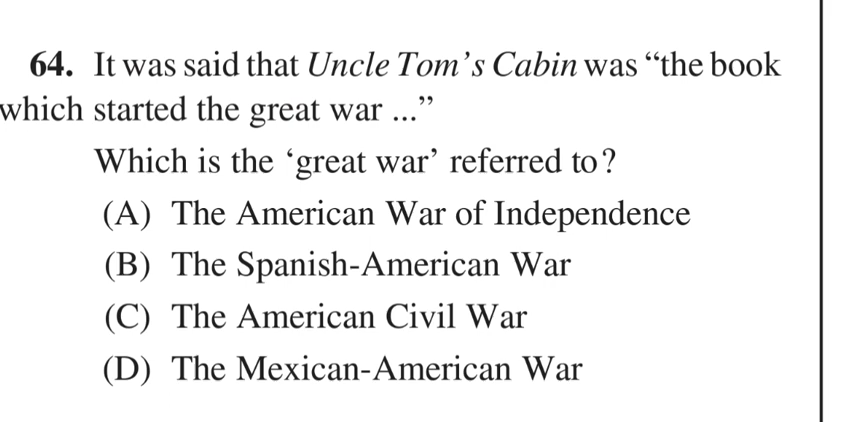 64. It was said that Uncle Tom’s Cabin was “the book
which started the great war ...”
Which is the ‘great war’ referred to?
(A) The American War of Independence
(B) The Spanish-American War
(C) The American Civil War
(D) The Mexican-American War